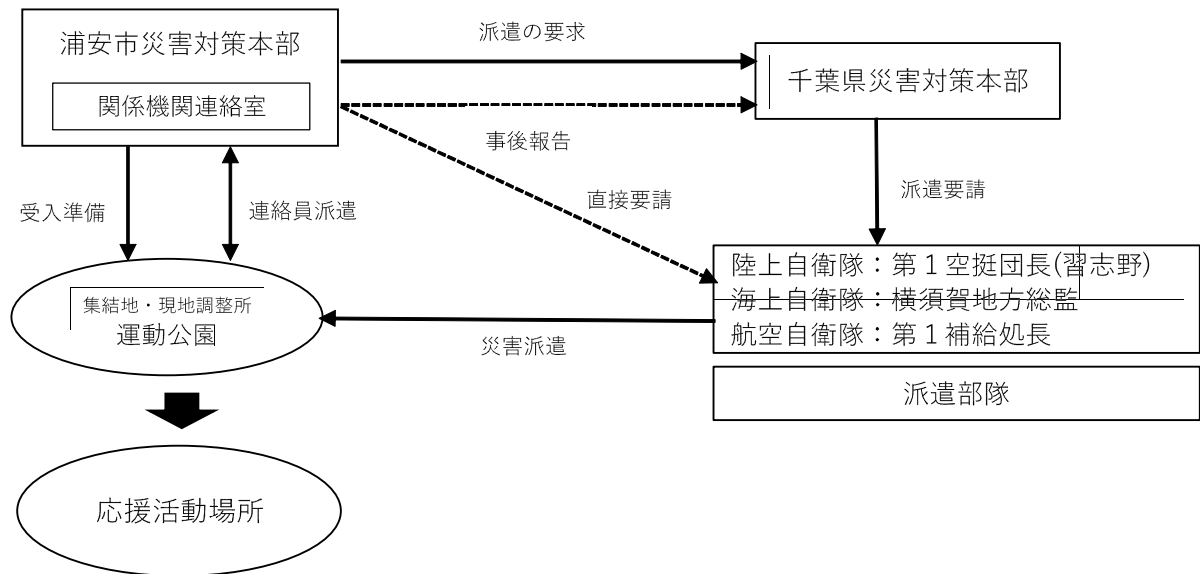 浦安市災害対策本部
関係機関連絡室
派遣の要求
千葉県災害対策本部
事後報告
直接要請
派遣要請
受入準備
連絡員派遣
陸上自衛隊：第１空挺団長(習志野)
海上自衛隊：横須賀地方総監
航空自衛隊：第１補給処長
集結地・現地調整所
運動公園
災害派遣
派遣部隊
応援活動場所